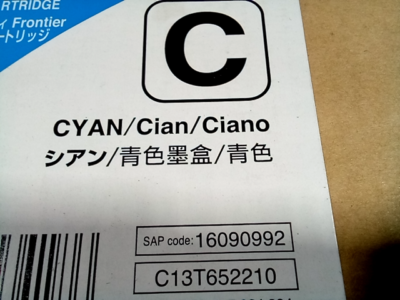 RTRIDGE
Frontier
ートリッジ
C
CYAN/Cian/Ciano
シアン/青色墨盒/青色
SAP code: 16090992
C13T652210